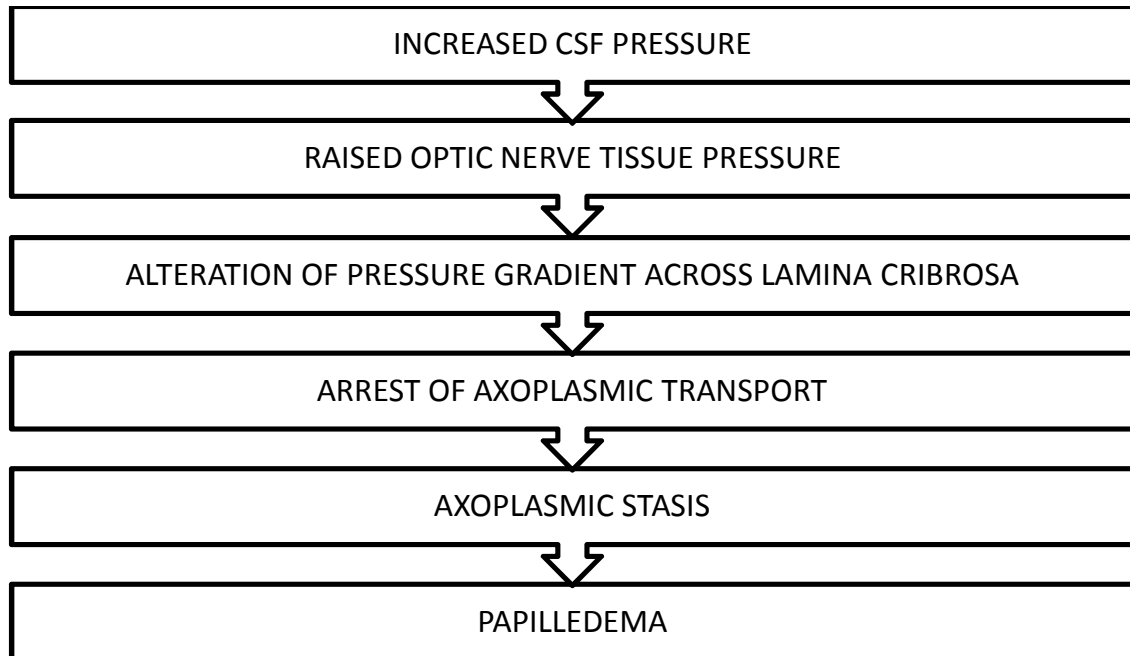 INCREASED CSF PRESSURE
RAISED OPTIC NERVE TISSUE PRESSURE
ALTERATION OF PRESSURE GRADIENT ACROSS LAMINA CRIBROSA
ARREST OF AXOPLASMIC TRANSPORT
AXOPLASMIC STASIS
PAPILLEDEMA